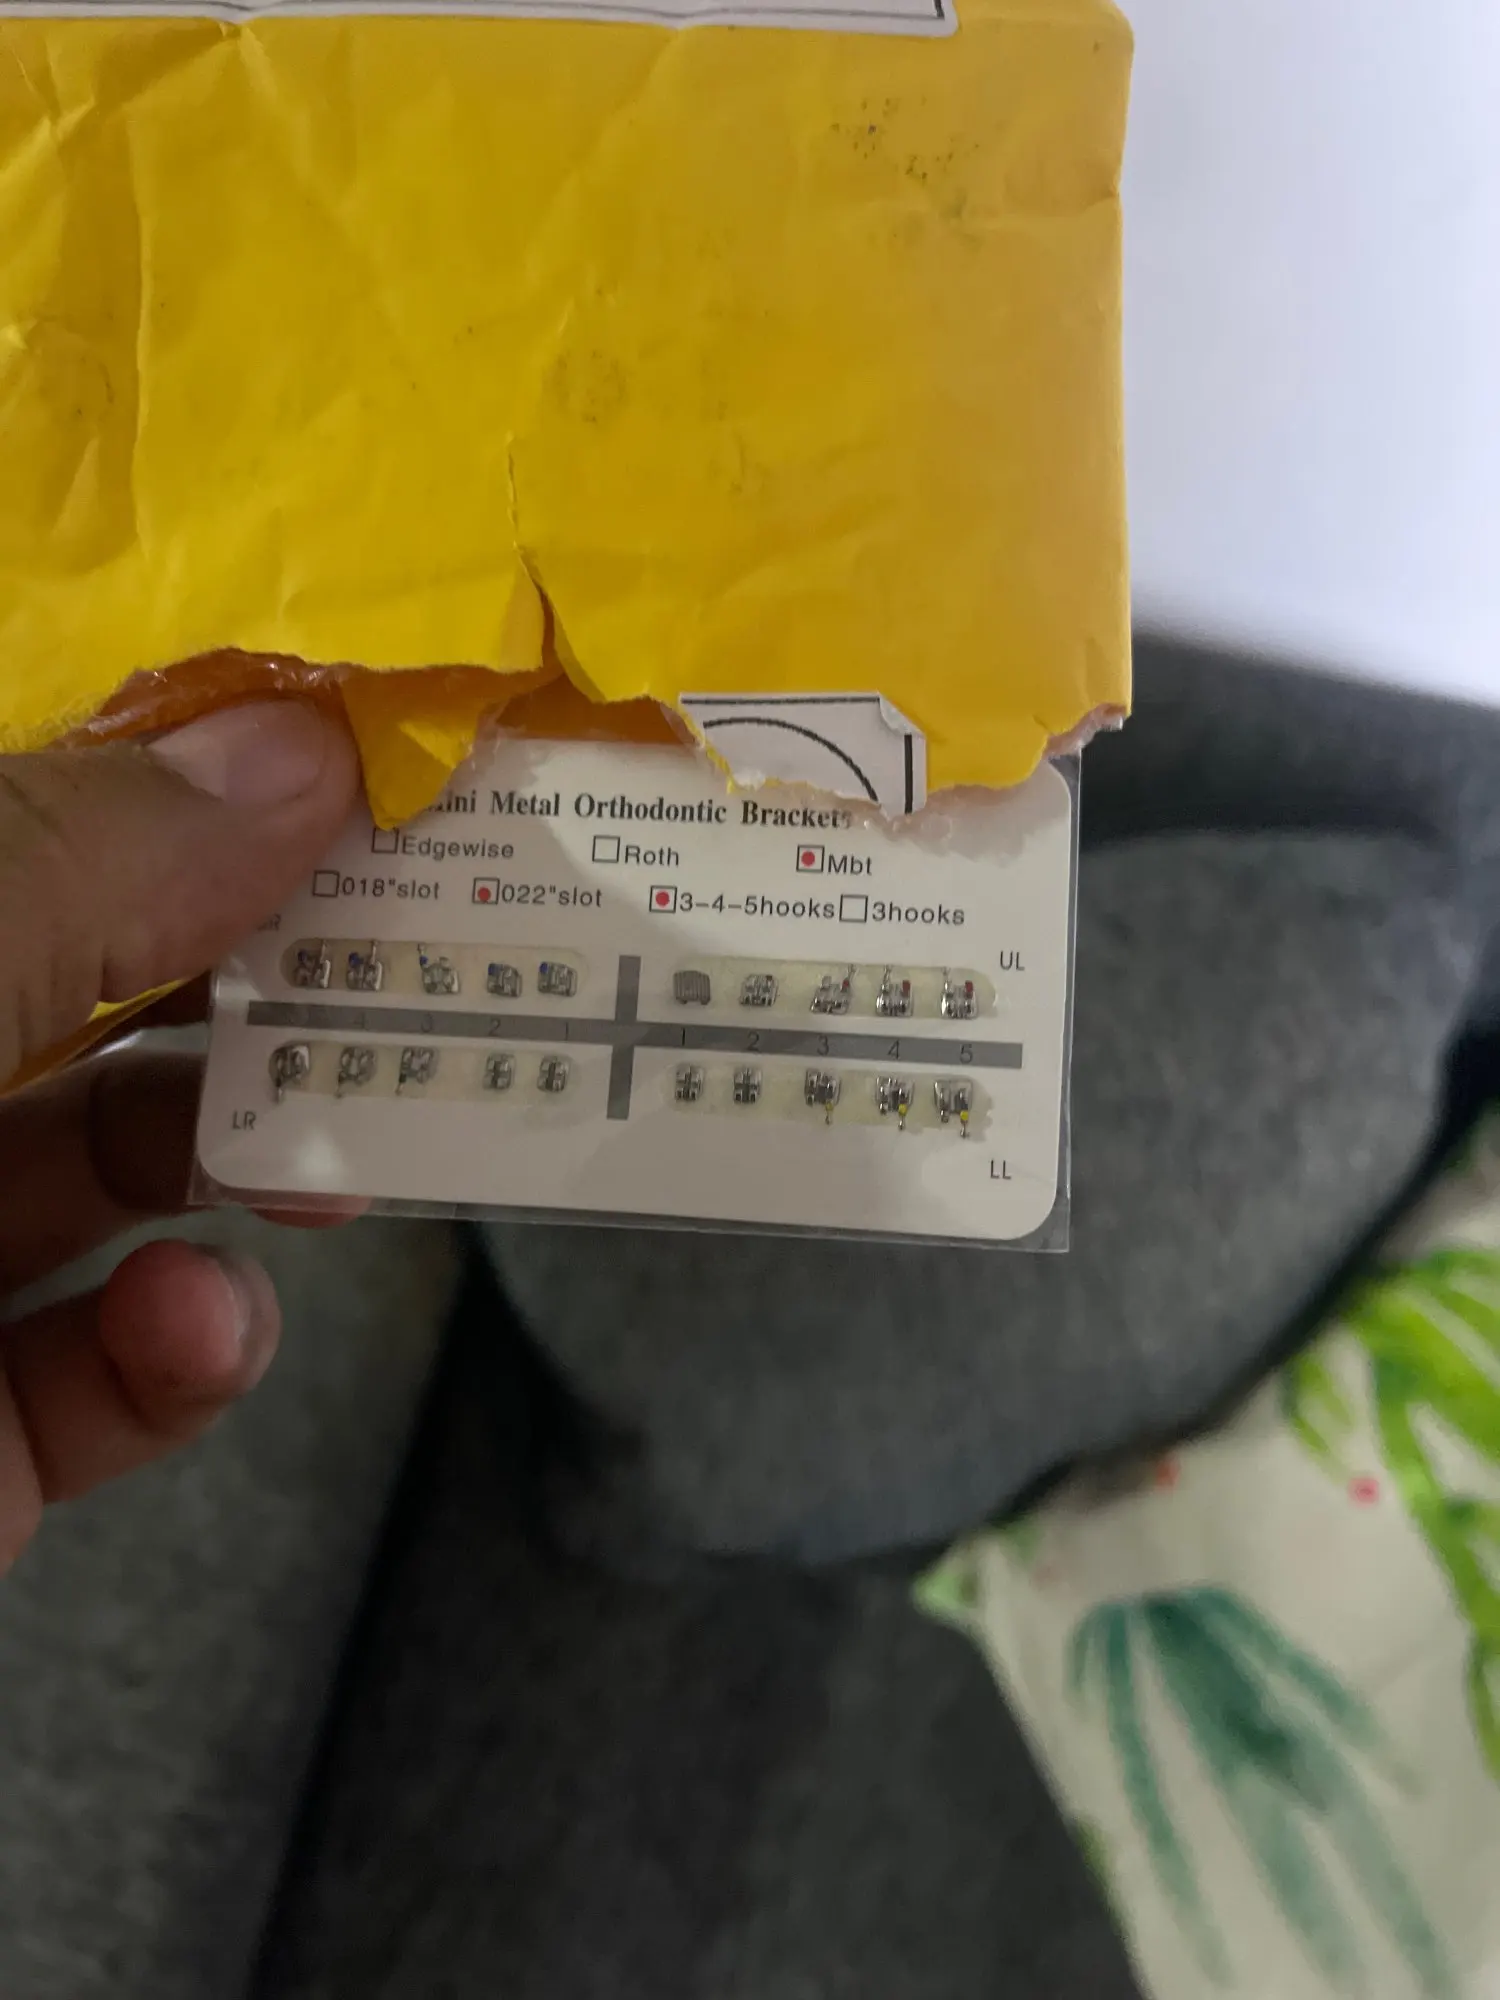 Metal Orthodontic Brackets
Edgewise Roth Mbt
018"slot 022"slot 3-4-5hooks 3hooks
UL
4 3 2 1 1 2 3 4 5
LR
LL